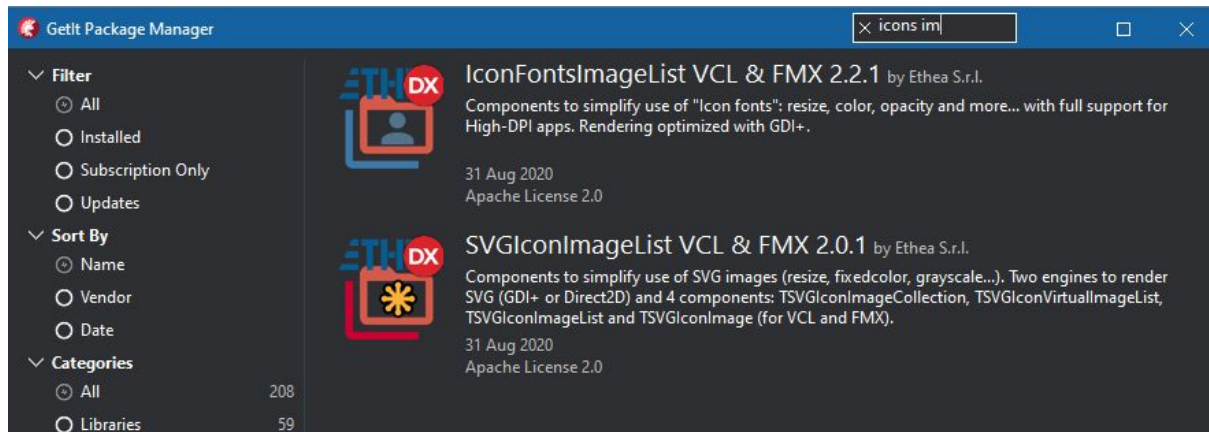 GetIt Package Manager
icons im
Filter
All
Installed
Subscription Only
Updates
Sort By
Name
Vendor
Date
Categories
All 208
Libraries 59
DX
IconFontsImageList VCL & FMX 2.2.1 by Ethea S.r.l.
Components to simplify use of "Icon fonts": resize, color, opacity and more... with full support for
High-DPI apps. Rendering optimized with GDI+.
31 Aug 2020
Apache License 2.0
DX
SVGIconImageList VCL & FMX 2.0.1 by Ethea S.r.l.
Components to simplify use of SVG images (resize, fixedcolor, grayscale...). Two engines to render
SVG (GDI+ or Direct2D) and 4 components: TSVGIconImageCollection, TSVGIconVirtualImageList,
TSVGIconImageList and TSVGIconImage (for VCL and FMX).
31 Aug 2020
Apache License 2.0